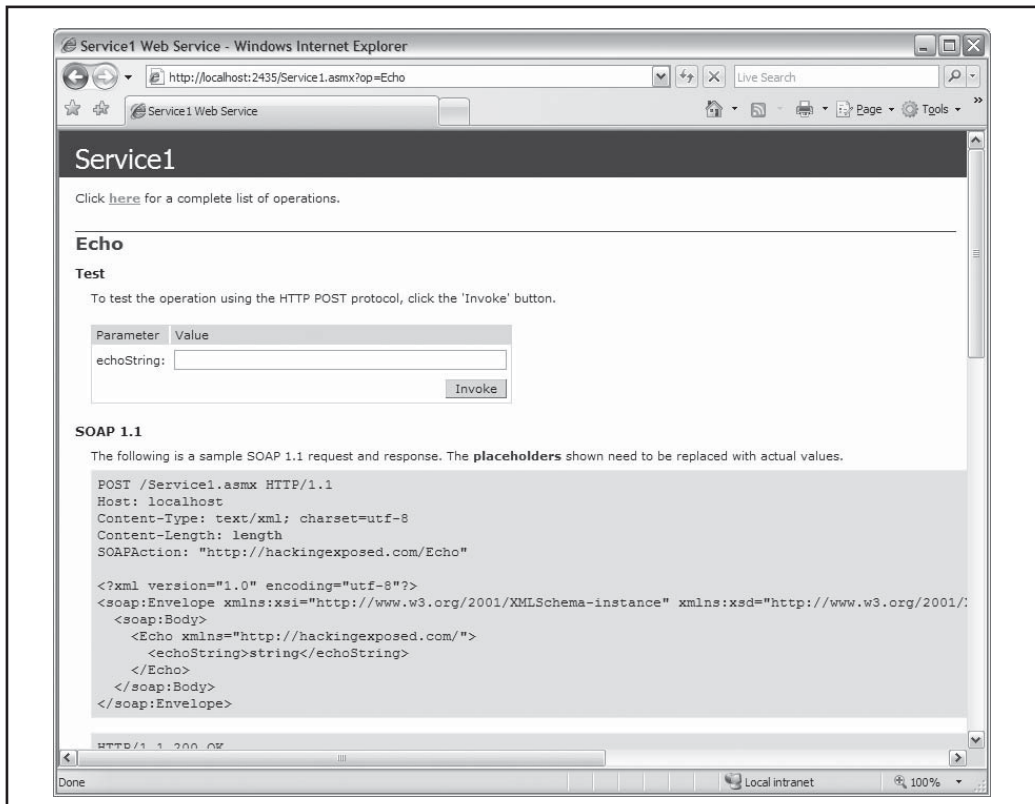 Service1 Web Service - Windows Internet Explorer
http://localhost:2435/Service1.asmx?op=Echo
Live Search
Service1 Web Service
Page
Tools
Service1
Click here for a complete list of operations.
Echo
Test
To test the operation using the HTTP POST protocol, click the 'Invoke' button.
Parameter Value
echoString:
Invoke
SOAP 1.1
The following is a sample SOAP 1.1 request and response. The placeholders shown need to be replaced with actual values.
POST /Service1.asmx HTTP/1.1
Host: localhost
Content-Type: text/xml; charset=utf-8
Content-Length: length
SOAPAction: "http://hackingexposed.com/Echo"
<?xml version="1.0" encoding="utf-8"?>
<soap:Envelope xmlns:xsi="http://www.w3.org/2001/XMLSchema-instance" xmlns:xsd="http://www.w3.org/2001/
<soap:Body>
<Echo xmlns="http://hackingexposed.com/">
<echoString>string</echoString>
</Echo>
</soap:Body>
</soap:Envelope>
HTTP/1.1 200 OK
Done
Local intranet
100%